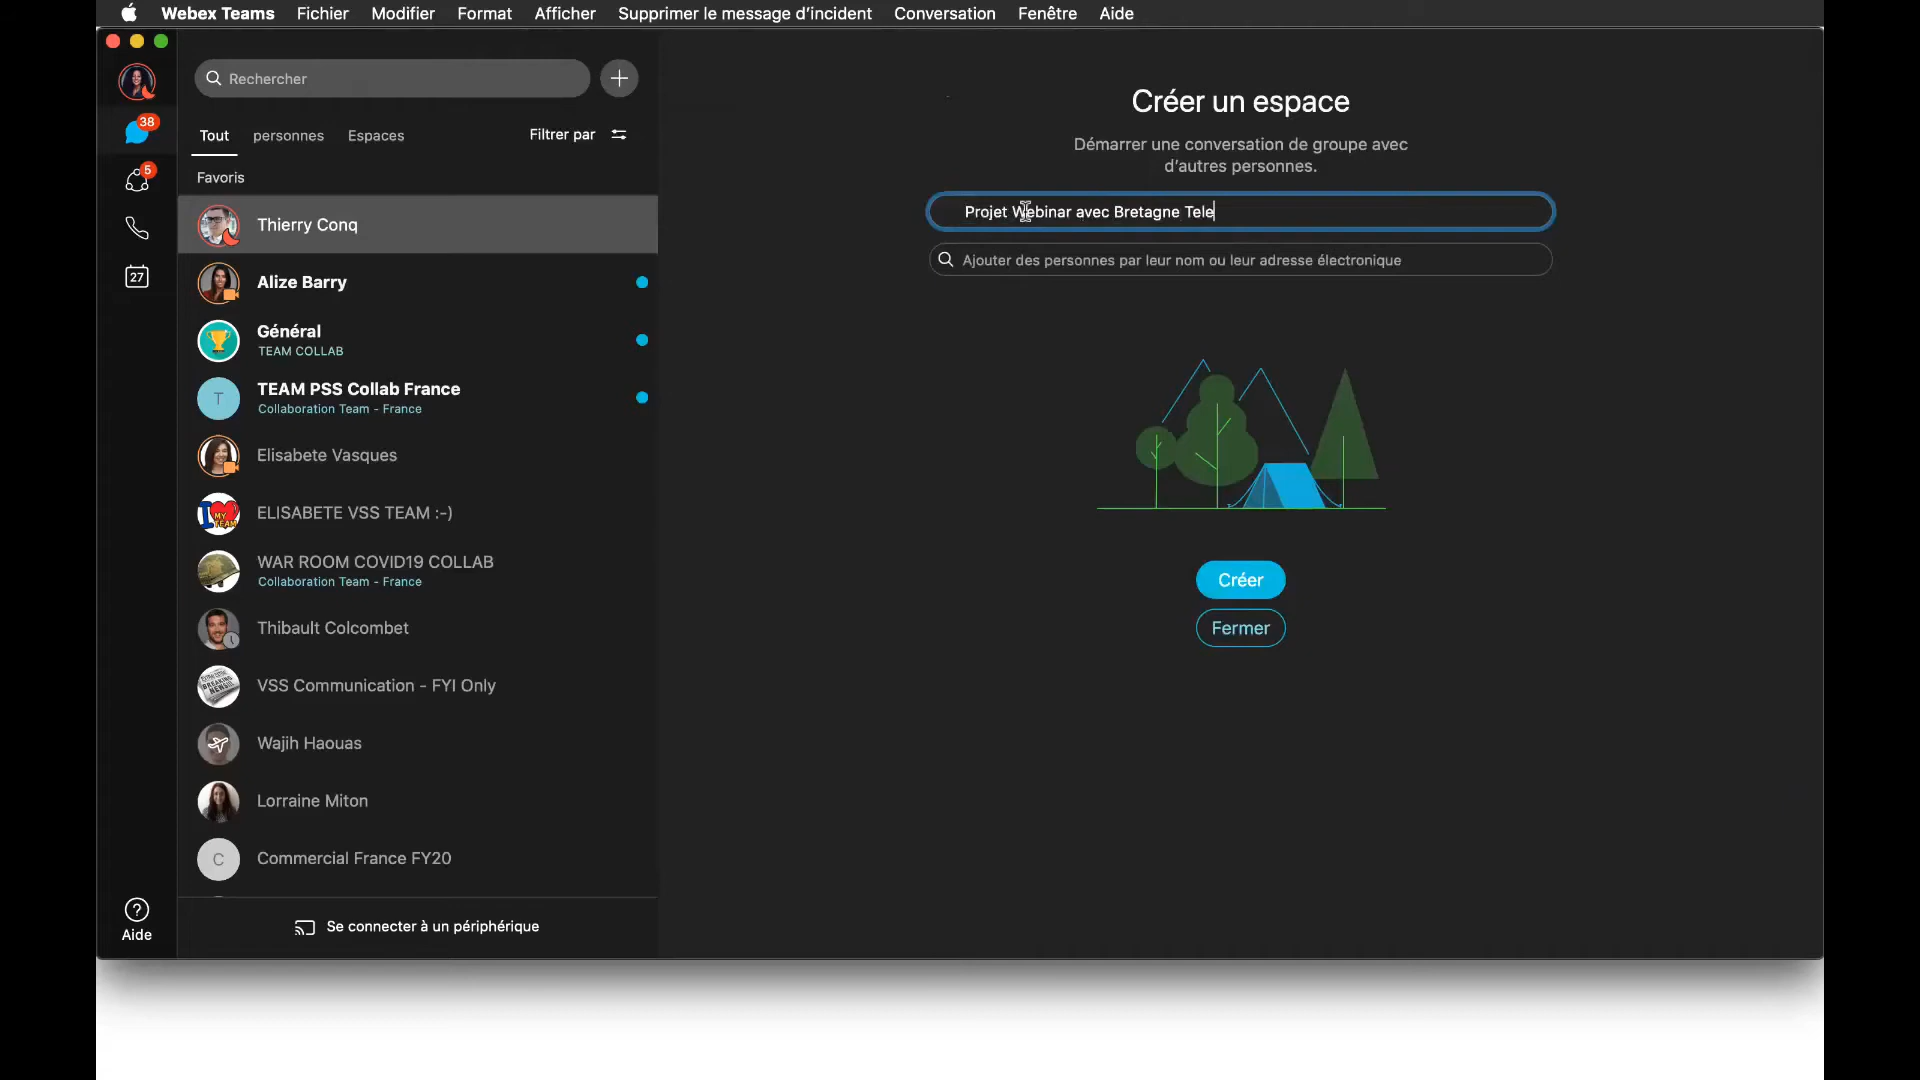 Webex Teams Fichier Modifier Format Afficher Supprimer le message d'incident Conversation Fenêtre Aide
Rechercher
38
Tout personnes Espaces Filtrer par
5
Favoris
27
Thierry Conq
Alize Barry
Général
TEAM COLLAB
T
TEAM PSS Collab France
Collaboration Team - France
Elisabete Vasques
I MY TEAM
ELISABETE VSS TEAM :-)
WAR ROOM COVID19 COLLAB
Collaboration Team - France
Thibault Colcombet
BREAKING NEWS
VSS Communication - FYI Only
Wajih Haouas
Lorraine Miton
C
Commercial France FY20
?
Aide
Se connecter à un périphérique
Créer un espace
Démarrer une conversation de groupe avec
d'autres personnes.
Projet Webinar avec Bretagne Tele
Ajouter des personnes par leur nom ou leur adresse électronique
Créer
Fermer